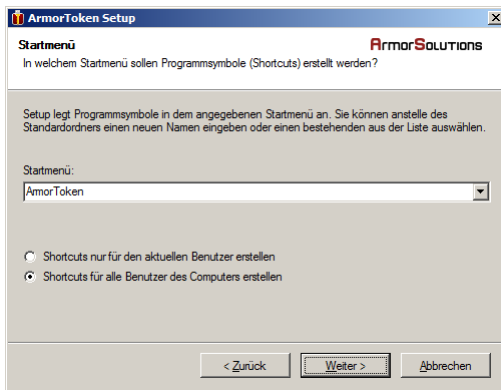 ArmorToken Setup
Startmenü
ArmorSolutions
In welchem Startmenü sollen Programmsymbole (Shortcuts) erstellt werden?
Setup legt Programmsymbole in dem angegebenen Startmenü an. Sie können anstelle des
Standardordners einen neuen Namen eingeben oder einen bestehenden aus der Liste auswählen.
Startmenü:
ArmorToken
Shortcuts nur für den aktuellen Benutzer erstellen
Shortcuts für alle Benutzer des Computers erstellen
< Zurück
Weiter >
Abbrechen